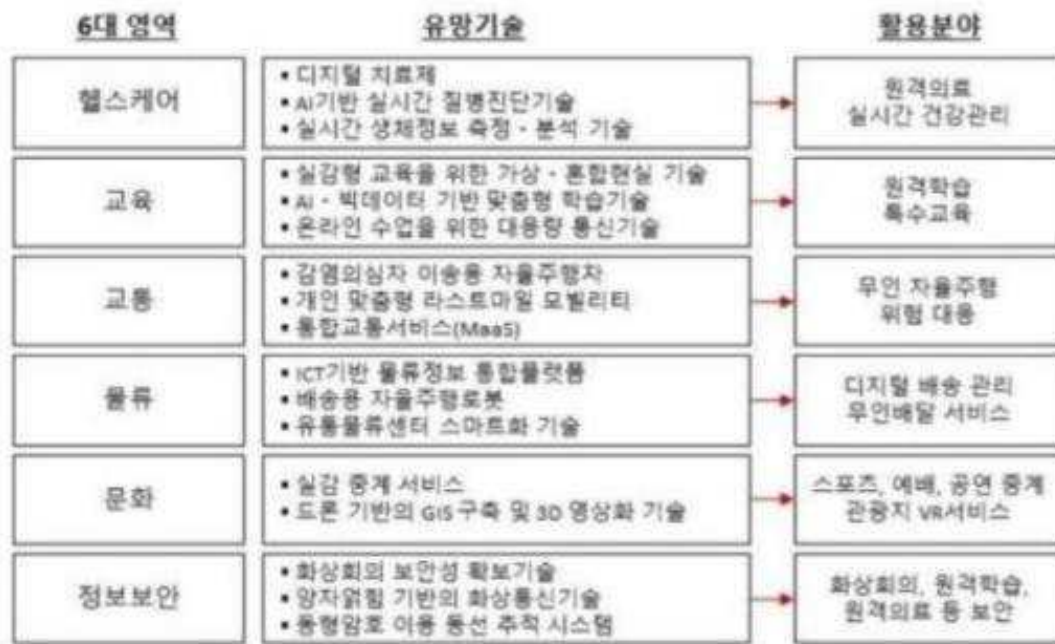 6대 영역
유망기술
활용분야
헬스케어
▪ 디지털 치료제
▪ AI기반 실시간 질병진단기술
▪ 실시간 생체정보 측정 - 분석 기술
원격의료
실시간 건강관리
교육
▪ 실감형 교육을 위한 가상 - 혼합현실 기술
▪ AI - 빅데이터 기반 맞춤형 학습기술
▪ 온라인 수업을 위한 대용량 통신기술
원격학습
특수교육
교통
▪ 감염의심자 이송용 자율주행차
▪ 개인 맞춤형 라스트마일 모빌리티
▪ 통합교통서비스(MaaS)
무인 자율주행
위험 대응
물류
▪ ICT기반 물류정보 통합플랫폼
▪ 배송용 자율주행로봇
▪ 유통물류센터 스마트화 기술
디지털 배송 관리
무인배달 서비스
문화
▪ 실감 중계 서비스
▪ 드론 기반의 GIS 구축 및 3D 영상화 기술
스포츠, 예배, 공연 중계
관광지 VR서비스
정보보안
▪ 화상회의 보안성 확보기술
▪ 양자얽힘 기반의 화상통신기술
▪ 동형암호 이용 동선 추적 시스템
화상회의, 원격학습,
원격의료 등 보안